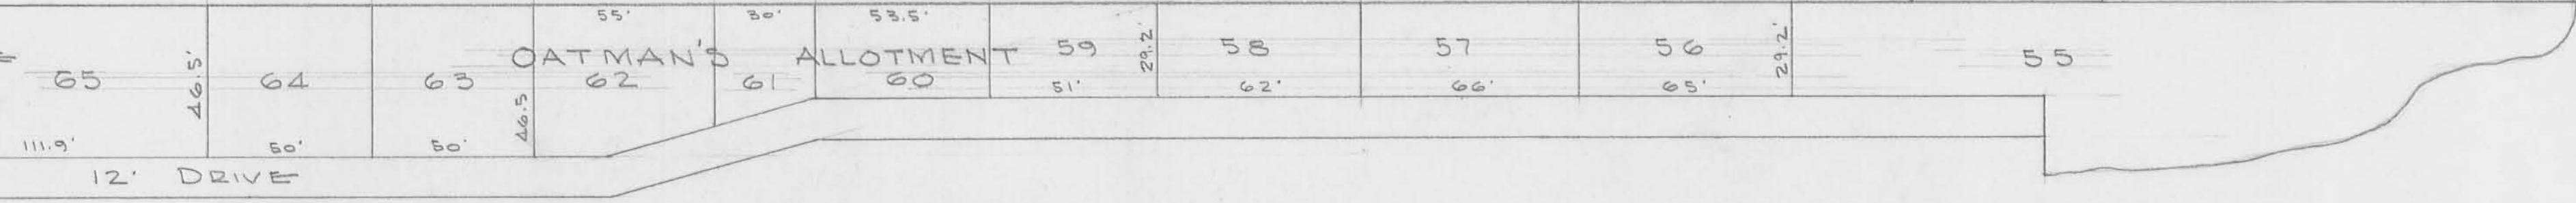 55' 30' 53.5'
OATMAN'S ALLOTMENT
65 46.5' 64 63 46.5 62 61 60 59 29.2' 58 57 56 29.2' 55
111.9' 50' 50' 51' 62' 66' 65'
12' DRIVE